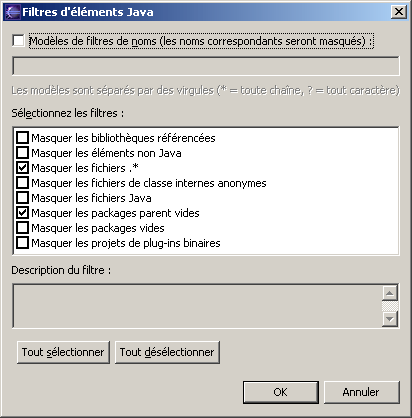 Filtres d'éléments Java
Modèles de filtres de noms (les noms correspondants seront masqués) :
Les modèles sont séparés par des virgules (* = toute chaîne, ? = tout caractère)
Sélectionnez les filtres :
Masquer les bibliothèques référencées
Masquer les éléments non Java
Masquer les fichiers .*
Masquer les fichiers de classe internes anonymes
Masquer les fichiers Java
Masquer les packages parent vides
Masquer les packages vides
Masquer les projets de plug-ins binaires
Description du filtre :
Tout sélectionner Tout désélectionner
OK Annuler